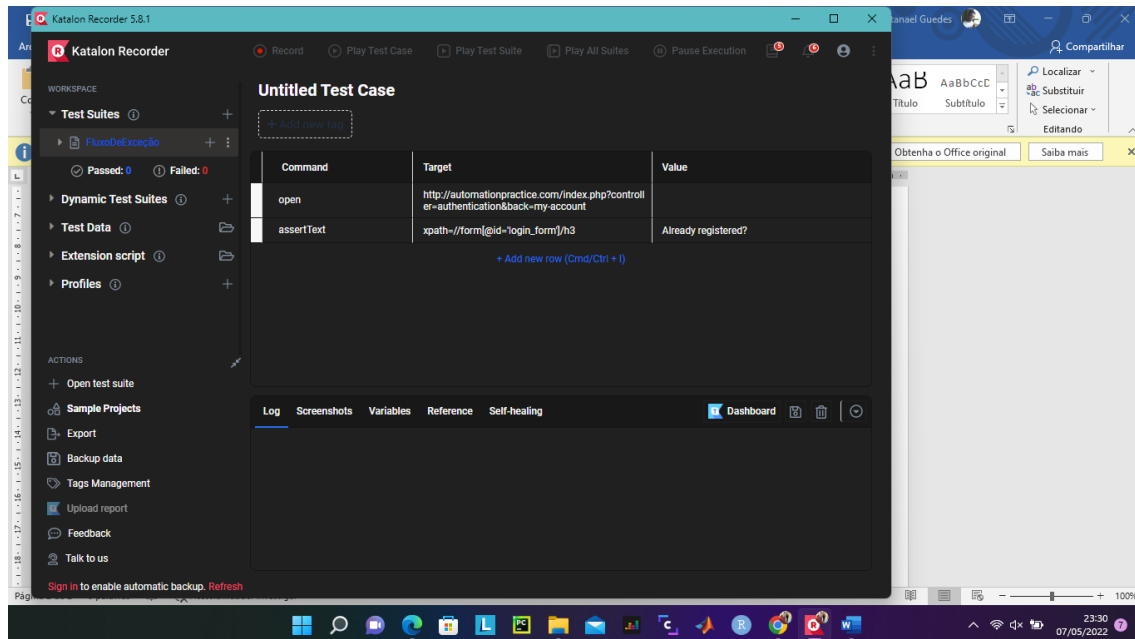 Katalon Recorder 5.8.1
Katalon Recorder
Record
Play Test Case
Play Test Suite
Play All Suites
Pause Execution
WORKSPACE
Test Suites
FluxoDeExceção
Passed: 0
Failed: 0
Dynamic Test Suites
Test Data
Extension script
Profiles
Untitled Test Case
+ Add new tag
Command Target Value
open
http://automationpractice.com/index.php?controll
er=authentication&back=my-account
assertText xpath=//form[@id='login_form']/h3 Already registered?
+ Add new row (Cmd/Ctrl + I)
ACTIONS
Open test suite
Sample Projects
Export
Backup data
Tags Management
Upload report
Feedback
Talk to us
Sign in to enable automatic backup. Refresh
Log Screenshots Variables Reference Self-healing
Dashboard
Guedes
Compartilhar
AaB AaBbCcD
Título Subtítulo
Localizar
Substituir
Selecionar
Editando
Obtenha o Office original
Saiba mais
100%
23:30
07/05/2022
7